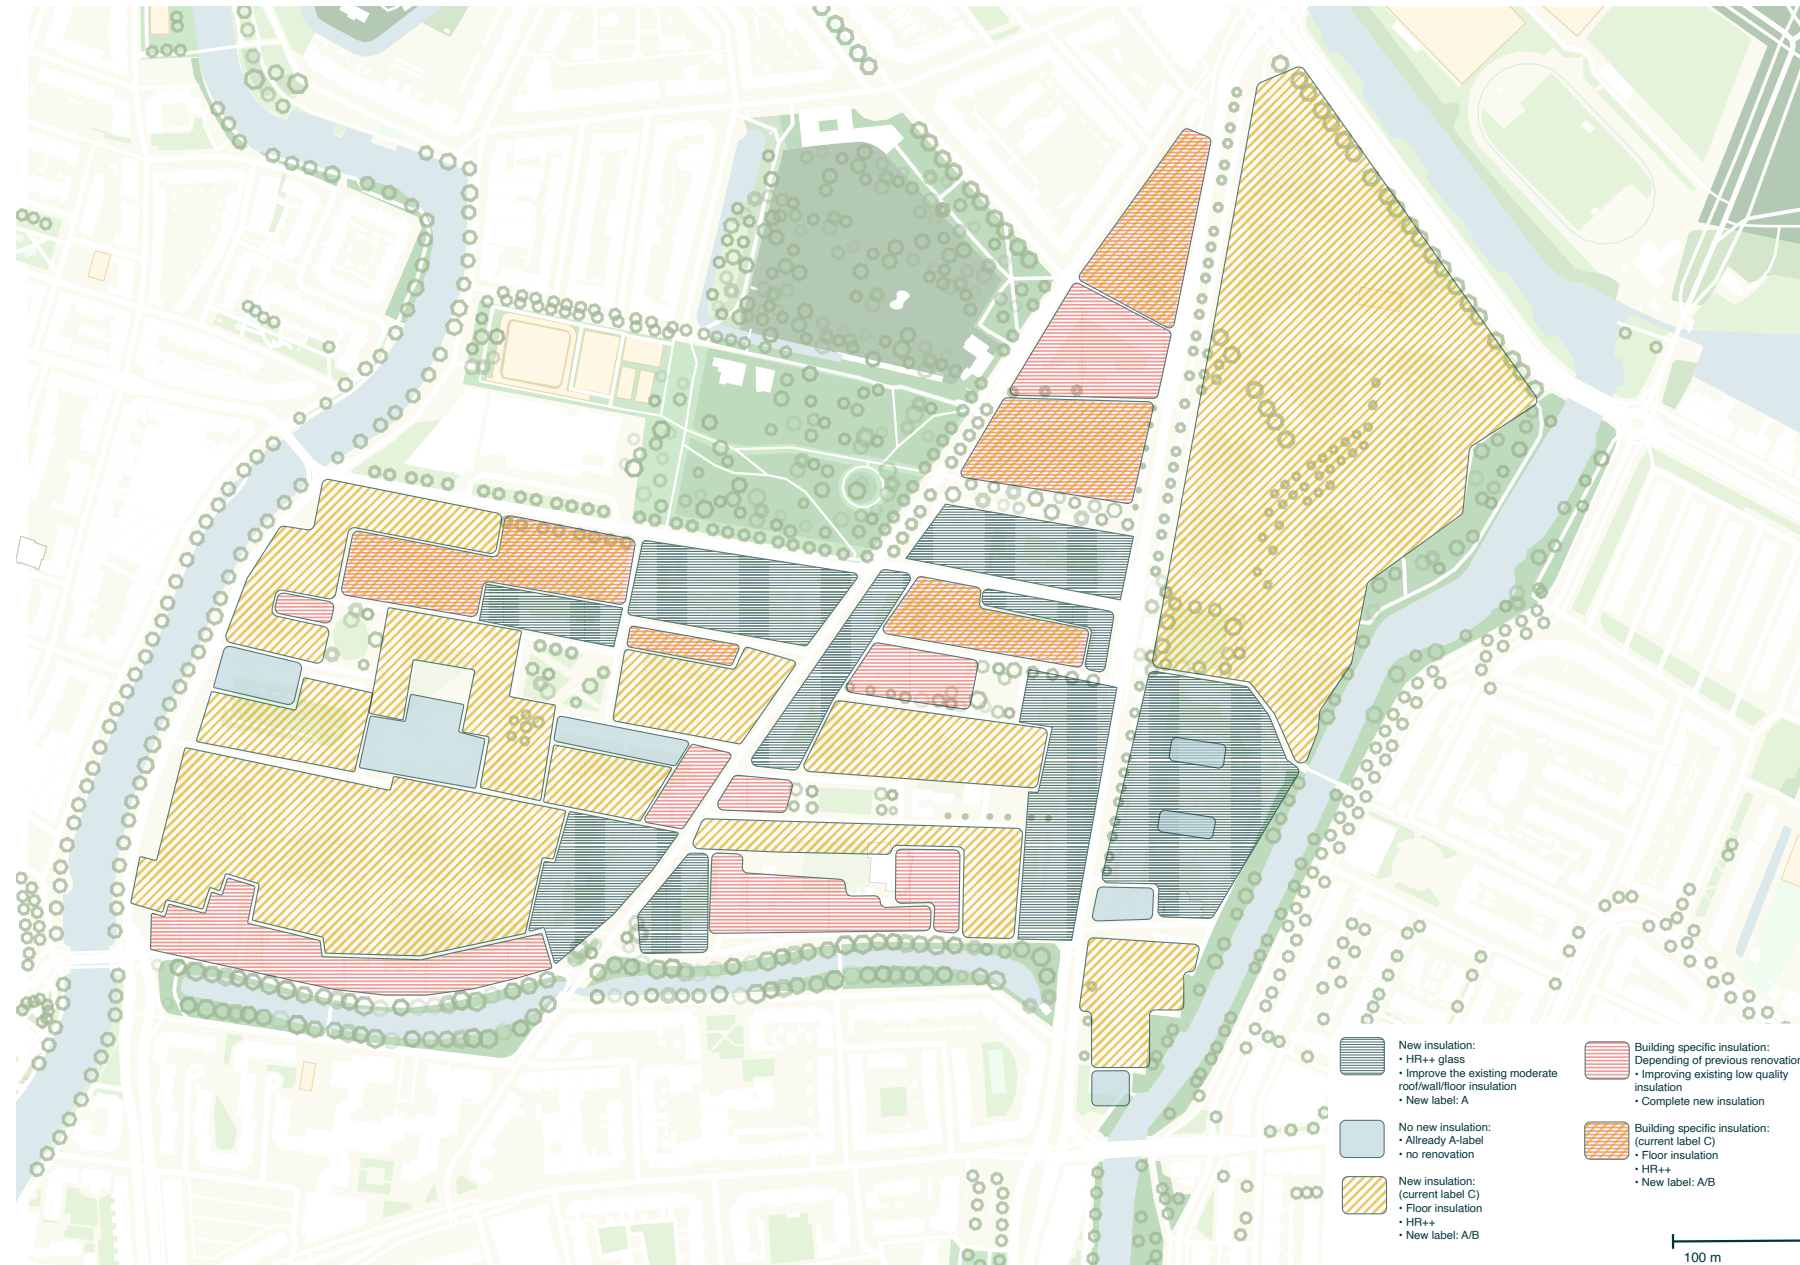 New insulation:
• HR++ glass
• Improve the existing moderate
roof/wall/floor insulation
• New label: A
No new insulation:
• Allready A-label
• no renovation
New insulation:
(current label C)
• Floor insulation
• HR++
• New label: A/B
Building specific insulation:
Depending of previous renovation
• Improving existing low quality
insulation
• Complete new insulation
Building specific insulation:
(current label C)
• Floor insulation
• HR++
• New label: A/B
100 m